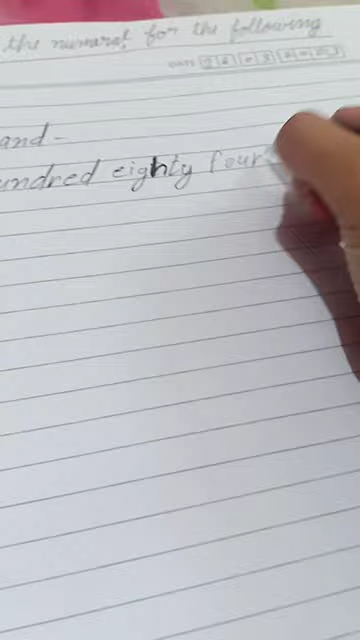 the numeral for the following
and -
undred eighty four